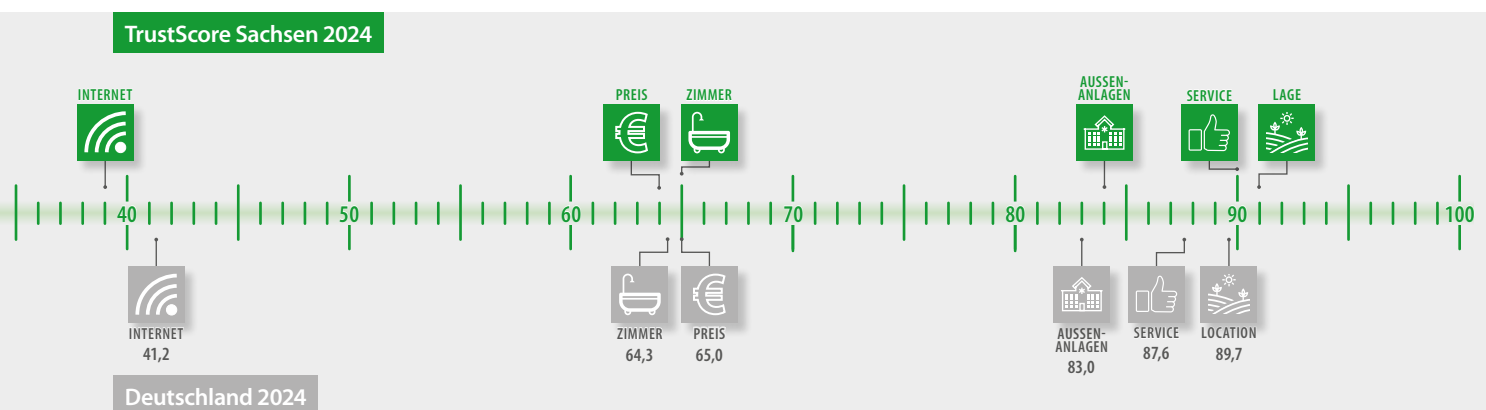 TrustScore Sachsen 2024
INTERNET
PREIS
ZIMMER
AUSSEN-
ANLAGEN
SERVICE
LAGE
40
50
60
70
80
90
100
INTERNET
41,2
ZIMMER
64,3
PREIS
65,0
AUSSEN-
ANLAGEN
83,0
SERVICE
87,6
LOCATION
89,7
Deutschland 2024